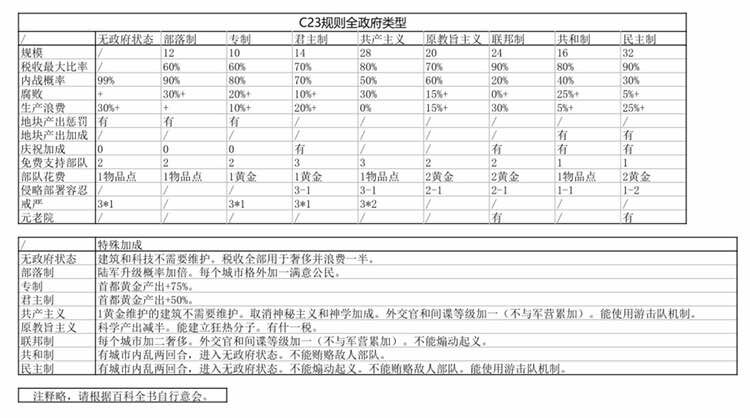 C23规则全政府类型
/ 无政府状态 部落制 专制 君主制 共产主义 原教旨主义 联邦制 共和制 民主制
规模 / 12 10 14 28 20 24 16 32
税收最大比率 / 60% 60% 70% 80% 70% 90% 80% 90%
内战概率 99% 90% 80% 70% 50% 60% 20% 40% 30%
腐败 + 30%+ 20%+ 10%+ 30% 15%+ 0%+ 25%+ 5%+
生产浪费 30%+ + 10%+ 20%+ 0% 15%+ 30% 5%+ 25%+
地块产出惩罚 有 有 有 / / / / / /
地块产出加成 / / / / / / / 有 有
庆祝加成 0 0 0 有 / / 有 有 有
免费支持部队 2 2 2 3 3 2 2 1 1
部队花费 1物品点 1物品点 1黄金 1黄金 1物品点 2黄金 2黄金 1物品点 2黄金
侵略部署容忍 / / / 3-1 3-1 2-1 2-1 1-1 1-2
戒严 3*1 / 3*1 3*1 3*2 / / / /
元老院 / / / / / / 有 / 有
/ 特殊加成
无政府状态 建筑和科技不需要维护。税收全部用于奢侈并浪费一半。
部落制 陆军升级概率加倍。每个城市格外加一满意公民。
专制 首都黄金产出+75%。
君主制 首都黄金产出+50%。
共产主义 1黄金维护的建筑不需要维护。取消神秘主义和神学加成。外交官和间谍等级加一（不与军营累加）。能使用游击队机制。
原教旨主义 科学产出减半。能建立狂热分子。有什一税。
联邦制 每个城市加二奢侈。外交官和间谍等级加一（不与军营累加）。不能煽动起义。
共和制 有城市内乱两回合，进入无政府状态。不能贿赂敌人部队。
民主制 有城市内乱两回合，进入无政府状态。不能煽动起义。不能贿赂敌人部队。能使用游击队机制。
注释略，请根据百科全书自行意会。